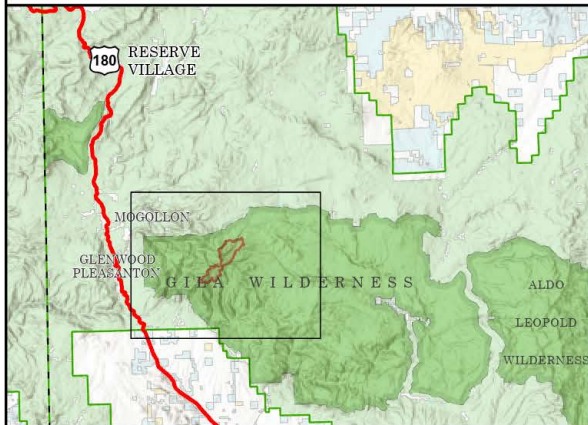 180
RESERVE
VILLAGE
MOGOLLON
GLENWOOD
PLEASANTON
GILA WILDERNESS
ALDO
LEOPOLD
WILDERNESS